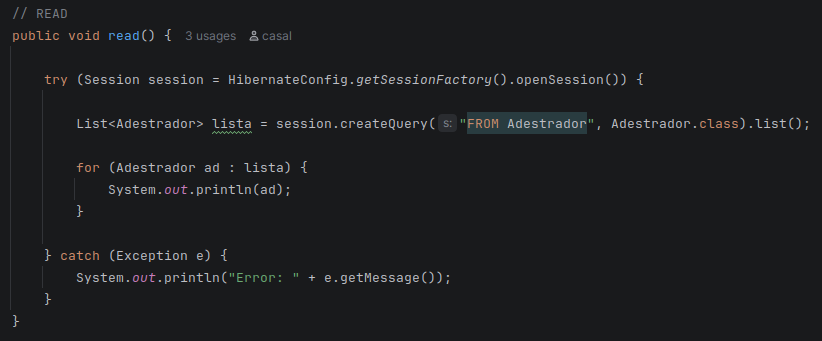 // READ
public void read() { 3 usages casal
try (Session session = HibernateConfig.getSessionFactory().openSession()) {
List<Adestrador> lista = session.createQuery( s: "FROM Adestrador", Adestrador.class).list();
for (Adestrador ad : lista) {
System.out.println(ad);
}
} catch (Exception e) {
System.out.println("Error: " + e.getMessage());
}
}